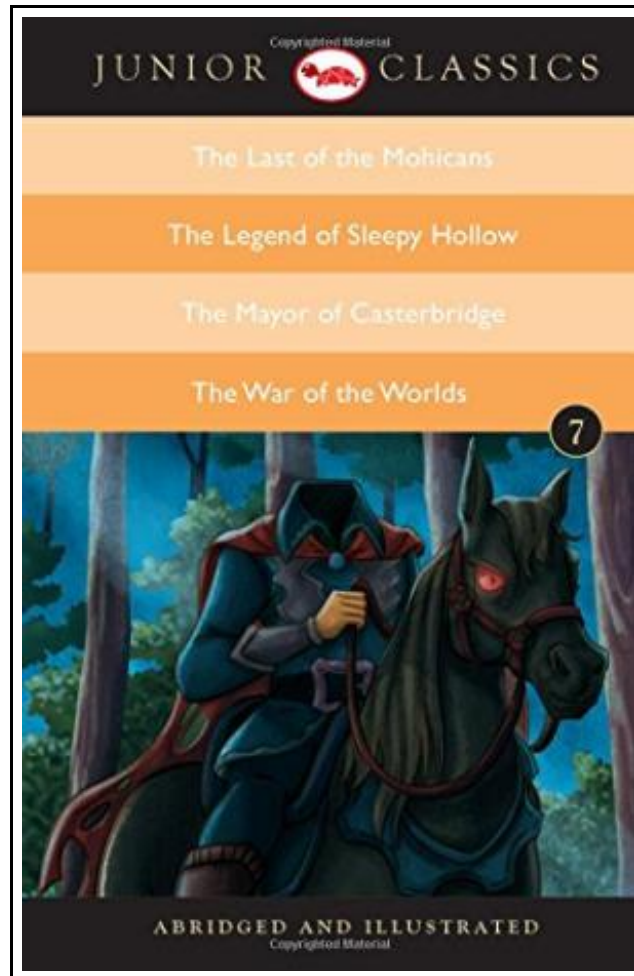 Copyrighted Material
JUNIOR CLASSICS
The Last of the Mohicans
The Legend of Sleepy Hollow
The Mayor of Casterbridge
The War of the Worlds
7
ABRIDGED AND ILLUSTRATED
Copyrighted Material